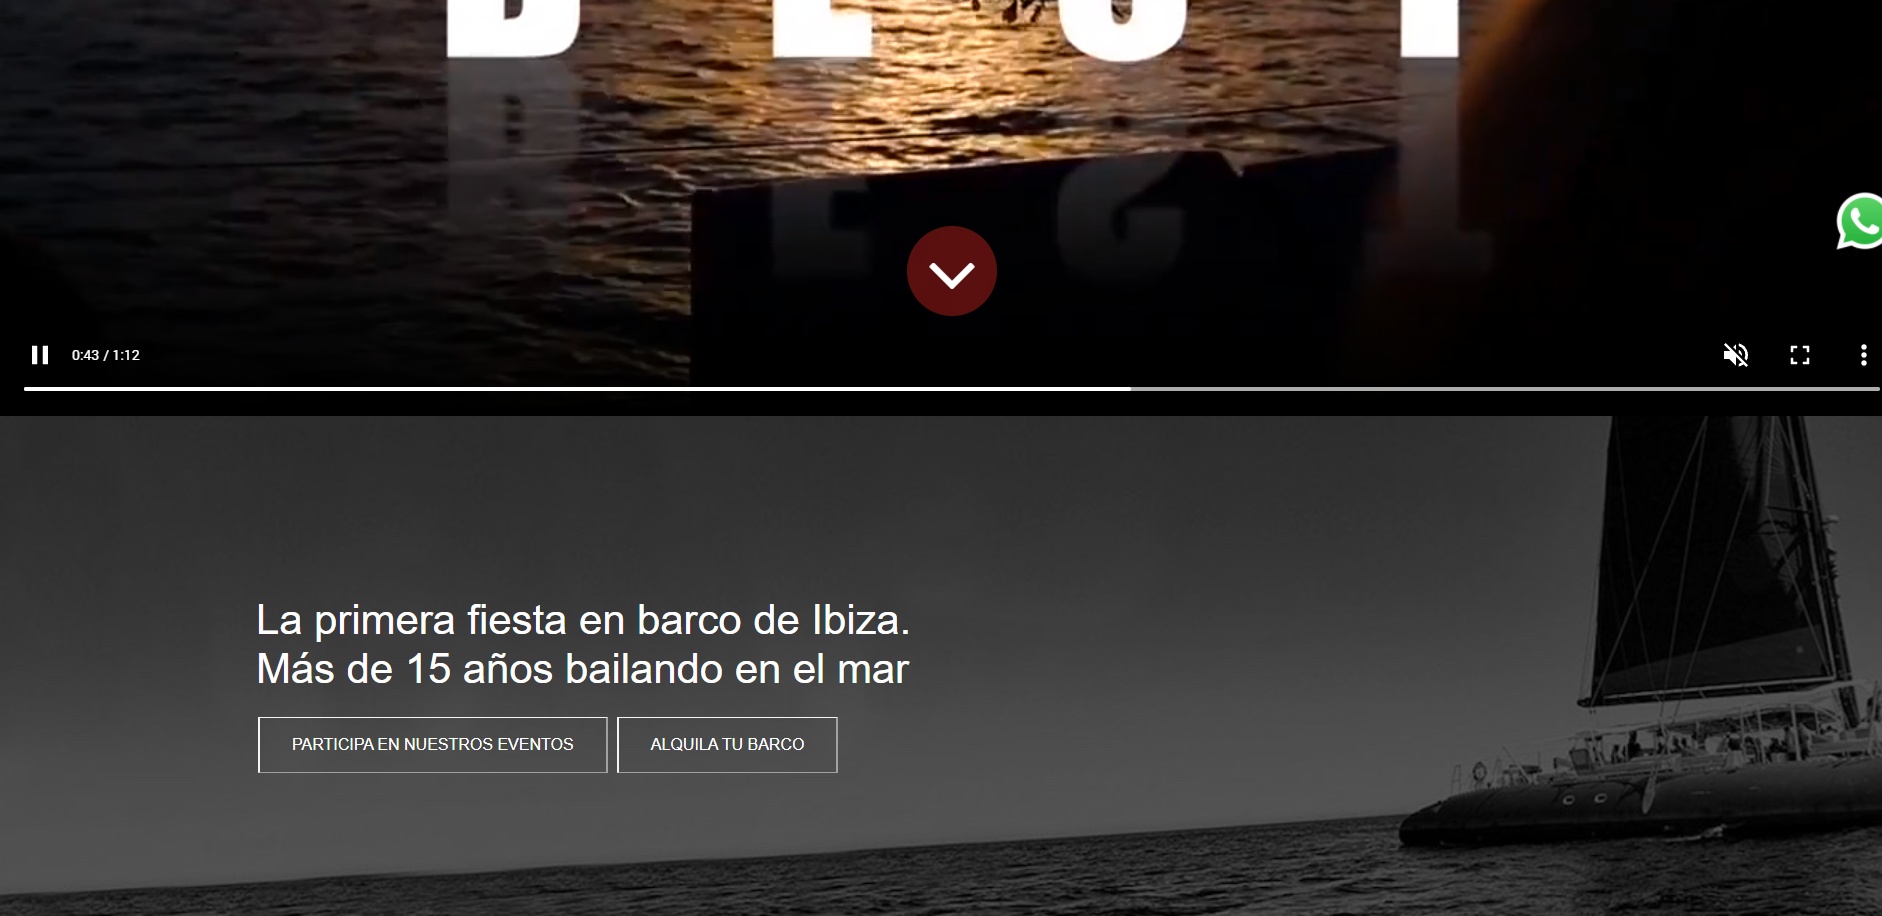 0:43 / 1:12
La primera fiesta en barco de Ibiza.
Más de 15 años bailando en el mar
PARTICIPA EN NUESTROS EVENTOS
ALQUILA TU BARCO